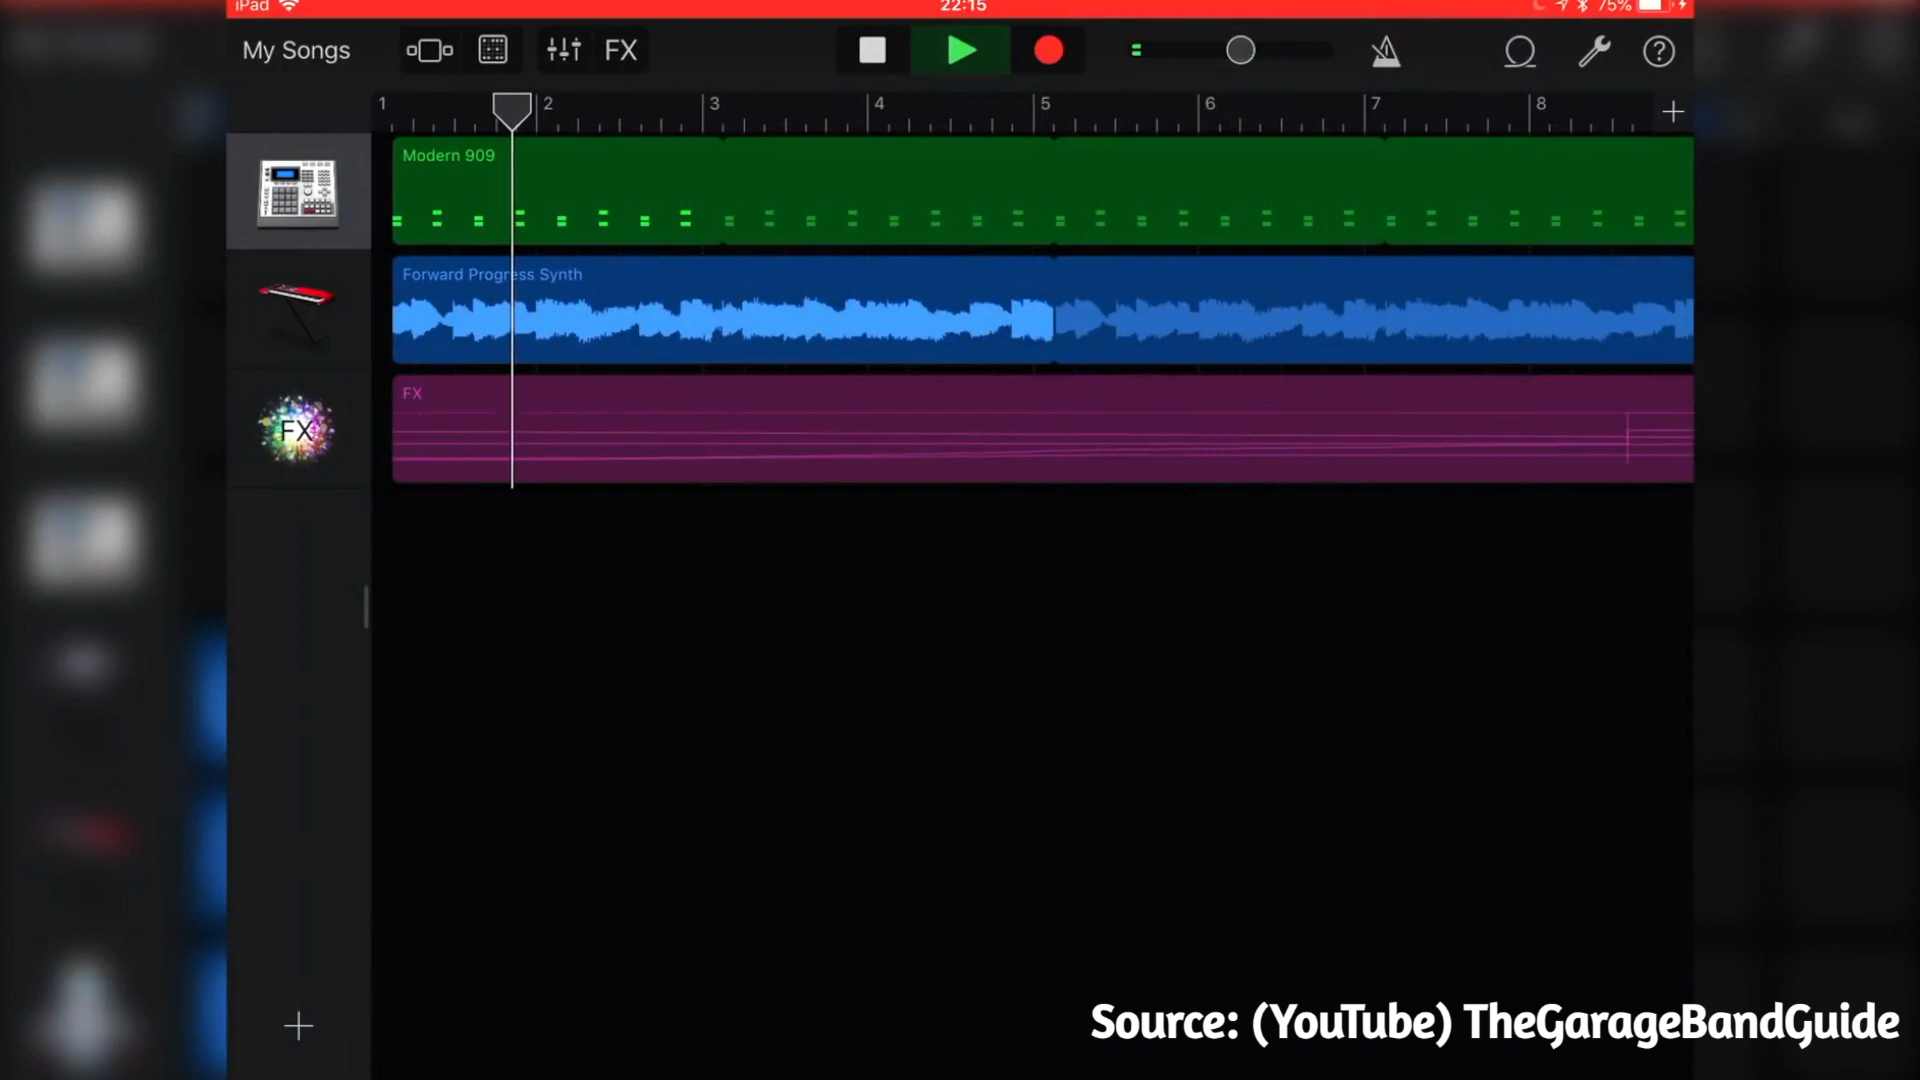 iPad 22:15 75%
My Songs FX
1 2 3 4 5 6 7 8
Modern 909
Forward Progress Synth
FX
FX
Source: (YouTube) TheGarageBandGuide